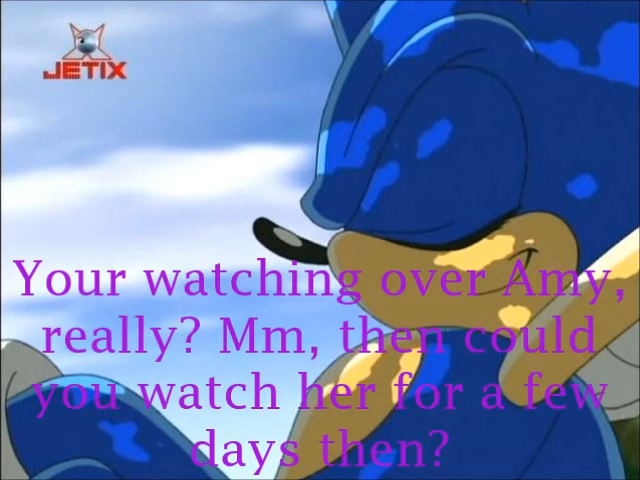 JETIX
Your watching over Amy,
really? Mm, then could
you watch her for a few
days then?